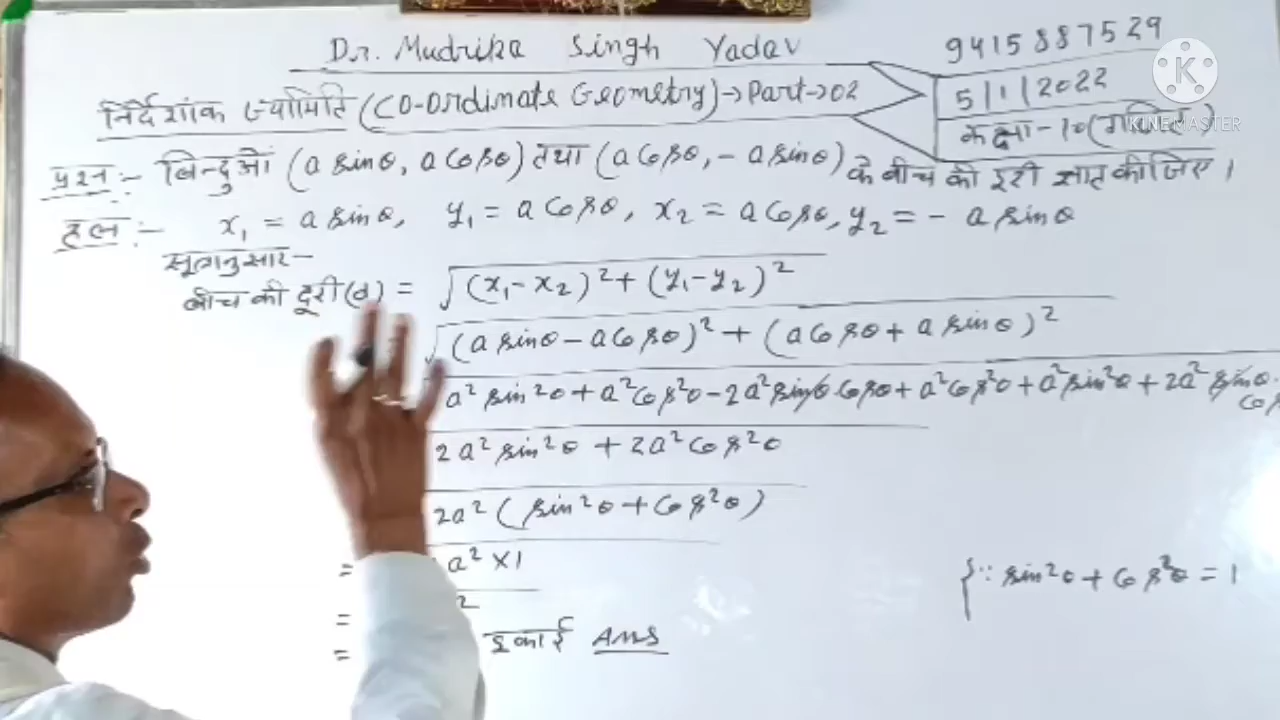 Dr. Mudrika Singh Yadav
9415887529
5/1/2022
कक्षा-10(गणित)
KINEMASTER
निर्देशांक ज्यामिति (CO-Ordinate Geometry)→Part→02
प्रश्न:- बिन्दुओं (a sinθ, a cosθ) तथा (a cosθ, - a sinθ) के बीच की दूरी ज्ञात कीजिए।
हल:- x₁ = a sinθ, y₁ = a cosθ, x₂ = a cosθ, y₂ = - a sinθ
सूत्रानुसार-
बीच की दूरी(d) = √(x₁-x₂)²+(y₁-y₂)²
√(a sinθ - a cosθ)² + (a cosθ + a sinθ)²
a² sin²θ + a² cos²θ - 2a² sinθ.cosθ + a² cos²θ + a² sin²θ + 2a² sinθ.
2a² sin²θ + 2a² cos²θ
2a² (sin²θ + cos²θ)
= a² × 1
{∵ sin²θ + cos²θ = 1
=
= इकाई Ans